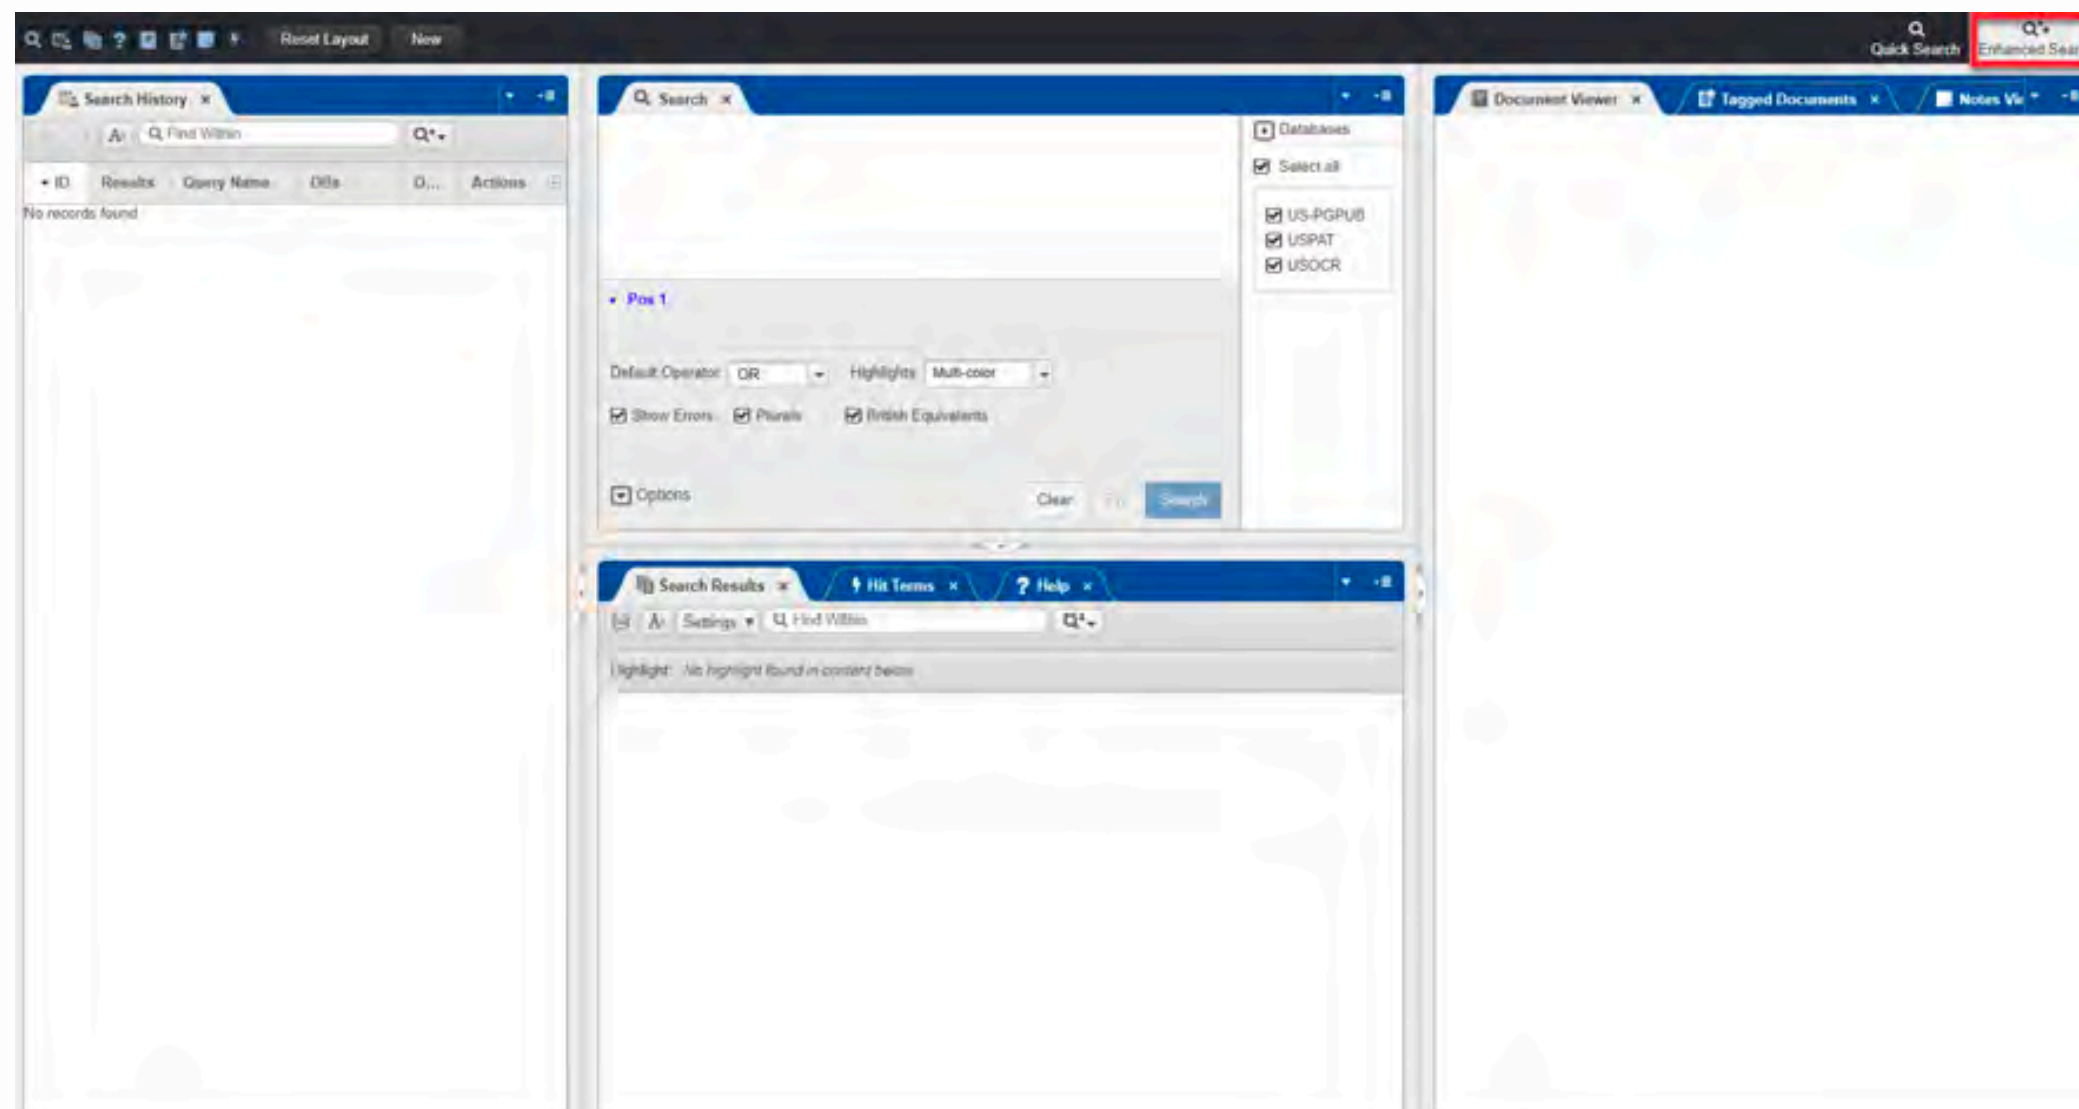 Reset Layout New
Quick Search
Enhanced Sear
Search History
Find Within
ID Results Query Name DBs D... Actions
No records found
Search
Databases
Select all
US-PGPUB
USPAT
USOCR
Pos 1
Default Operator OR Highlights Multi-color
Show Errors Plurals British Equivalents
Options
Clear Search
Search Results Hit Terms ? Help
Settings Find Within
No highlight found in content below
Document Viewer Tagged Documents Notes Vie